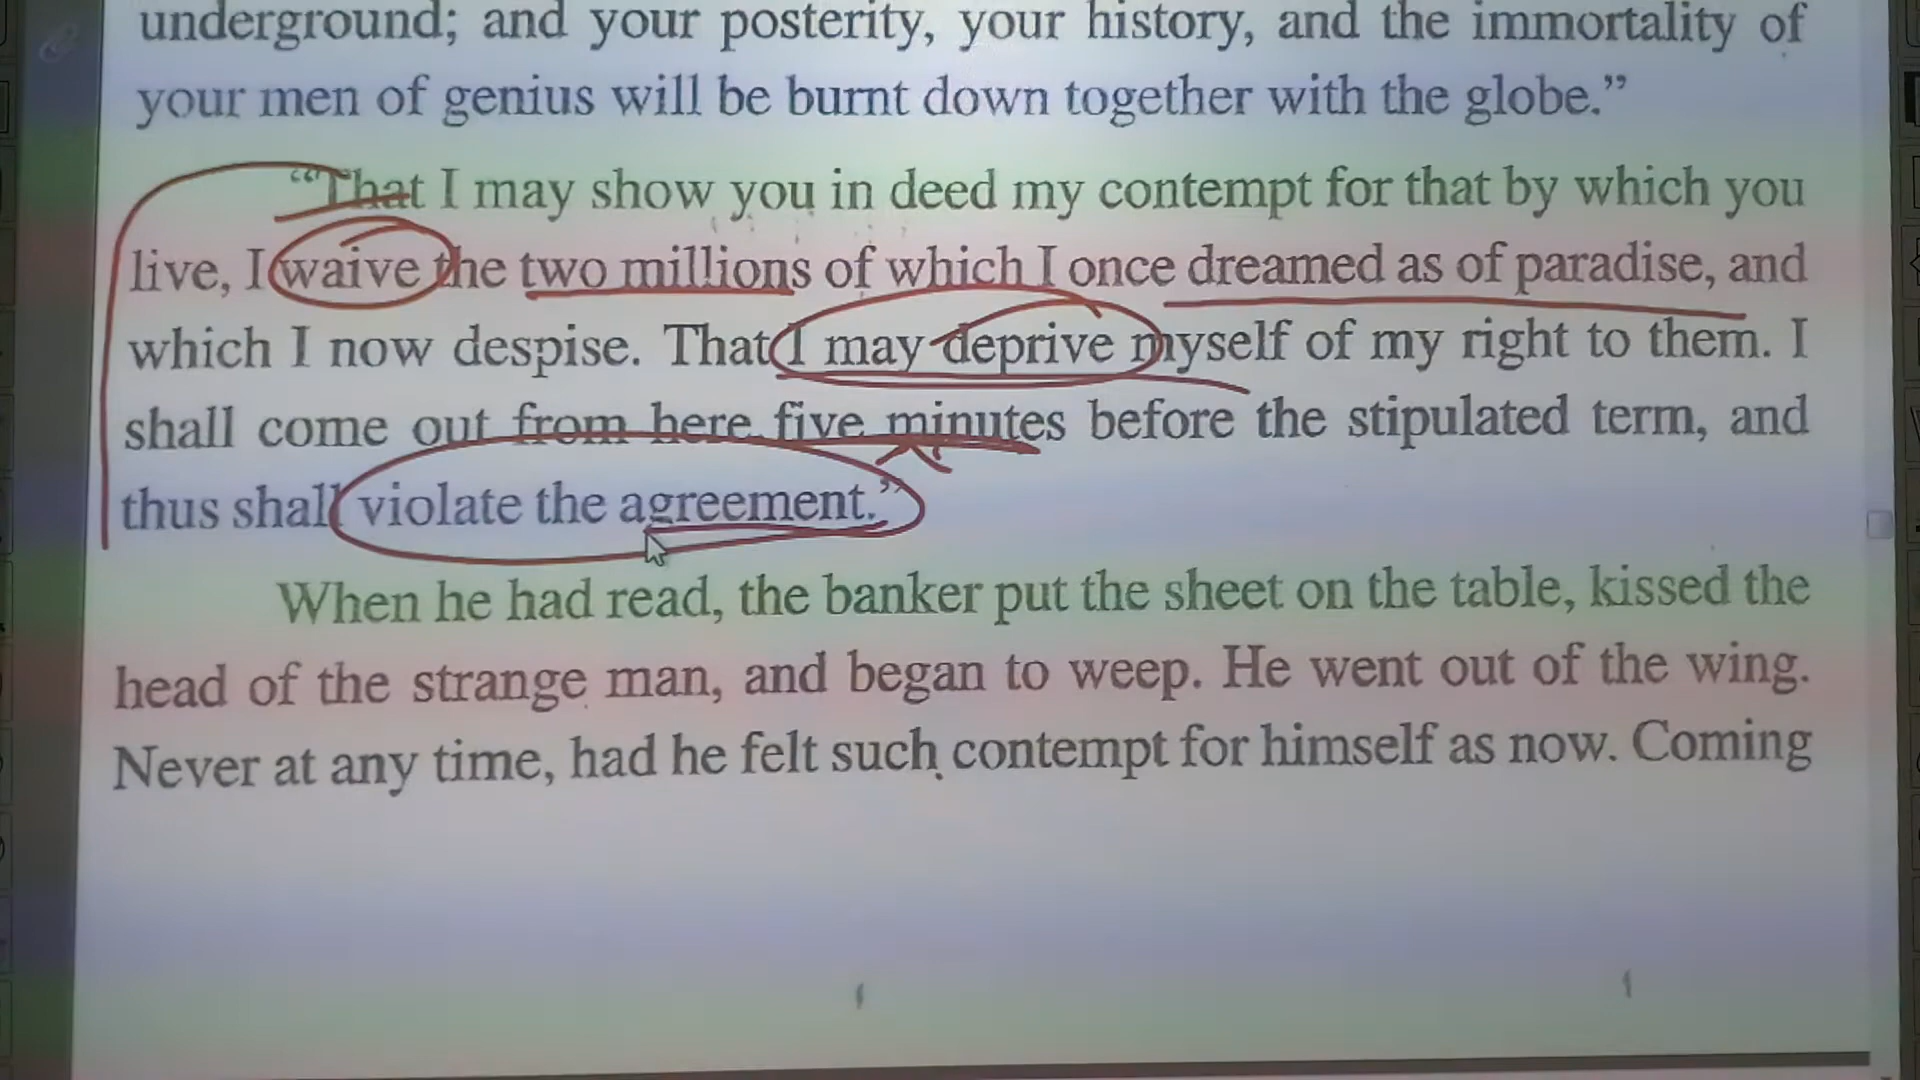 underground; and your posterity, your history, and the immortality of
your men of genius will be burnt down together with the globe.”
“That I may show you in deed my contempt for that by which you
live, I waive the two millions of which I once dreamed as of paradise, and
which I now despise. That I may deprive myself of my right to them. I
shall come out from here five minutes before the stipulated term, and
thus shall violate the agreement.”
When he had read, the banker put the sheet on the table, kissed the
head of the strange man, and began to weep. He went out of the wing.
Never at any time, had he felt such contempt for himself as now. Coming